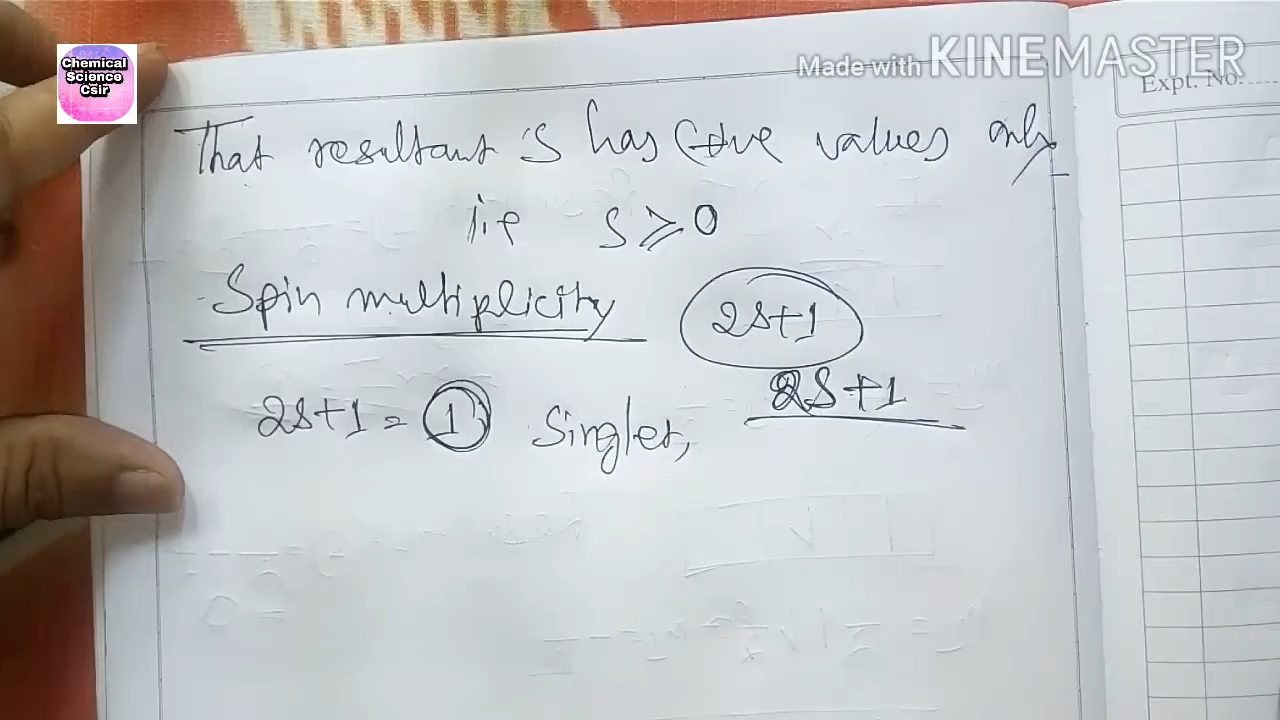 Chemical
Science
Csir
Made with KINEMASTER
Expt. No.
That resultant S has (+)ve values only
i.e S ≥ 0
Spin multiplicity 2s+1
2S+1
2s+1 = 1 Singlet,